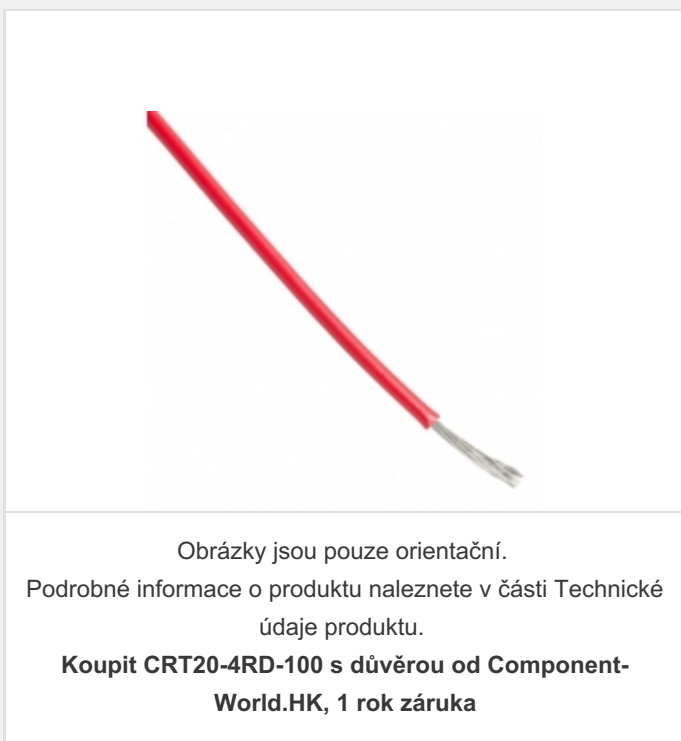 Obrázky jsou pouze orientační.
Podrobné informace o produktu naleznete v části Technické
údaje produktu.
Koupit CRT20-4RD-100 s důvěrou od Component-
World.HK, 1 rok záruka